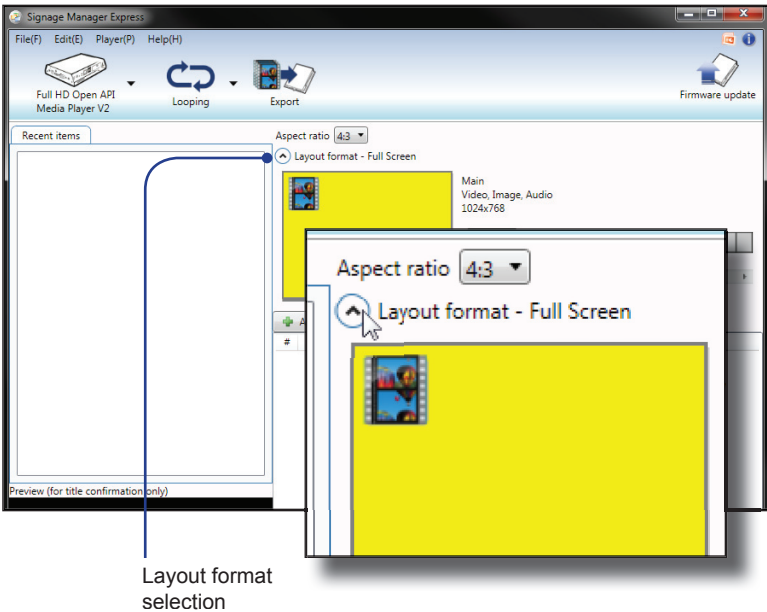 Signage Manager Express
File(F) Edit(E) Player(P) Help(H)
Full HD Open API
Media Player V2
Looping
Export
Firmware update
Recent items
Aspect ratio 4:3
Layout format - Full Screen
Main
Video, Image, Audio
1024x768
#
Preview (for title confirmation only)
Aspect ratio 4:3
Layout format - Full Screen
Layout format
selection